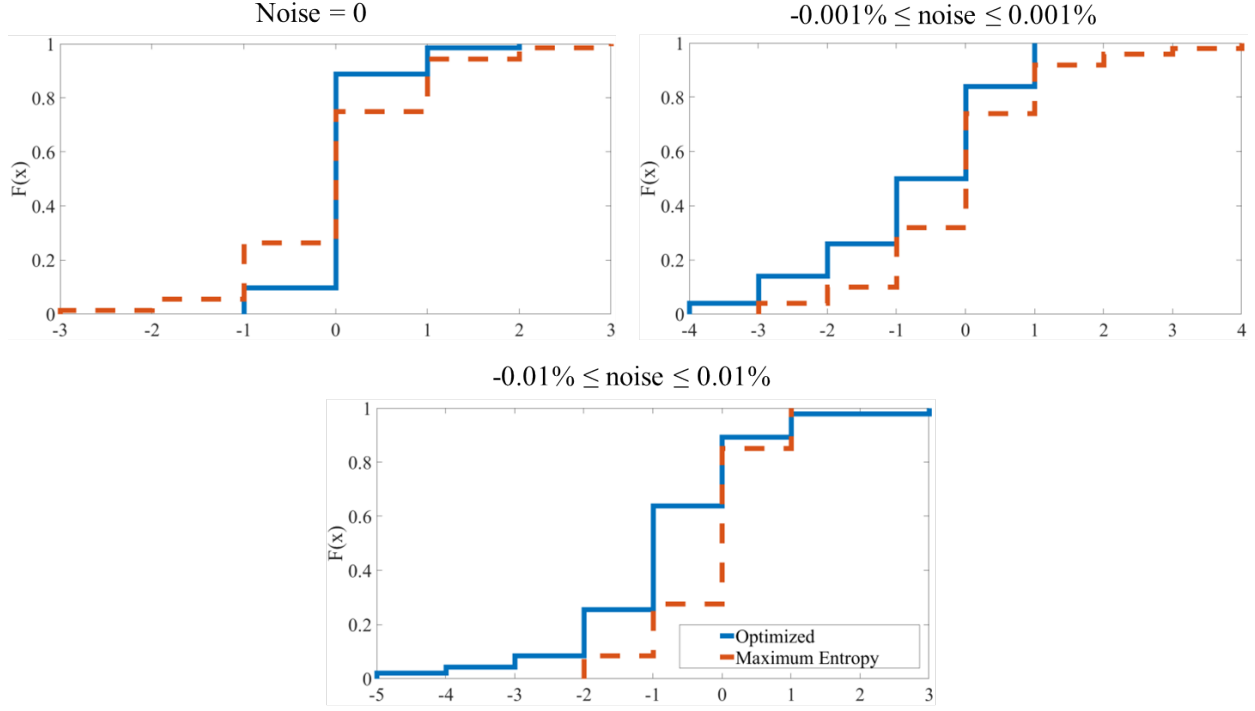 Noise = 0
1
0.8
0.6
0.4
0.2
0
F(x)
-3 -2 -1 0 1 2 3
-0.001% ≤ noise ≤ 0.001%
1
0.8
0.6
0.4
0.2
0
F(x)
-4 -3 -2 -1 0 1 2 3 4
-0.01% ≤ noise ≤ 0.01%
1
0.8
0.6
0.4
0.2
0
F(x)
Optimized
Maximum Entropy
-5 -4 -3 -2 -1 0 1 2 3